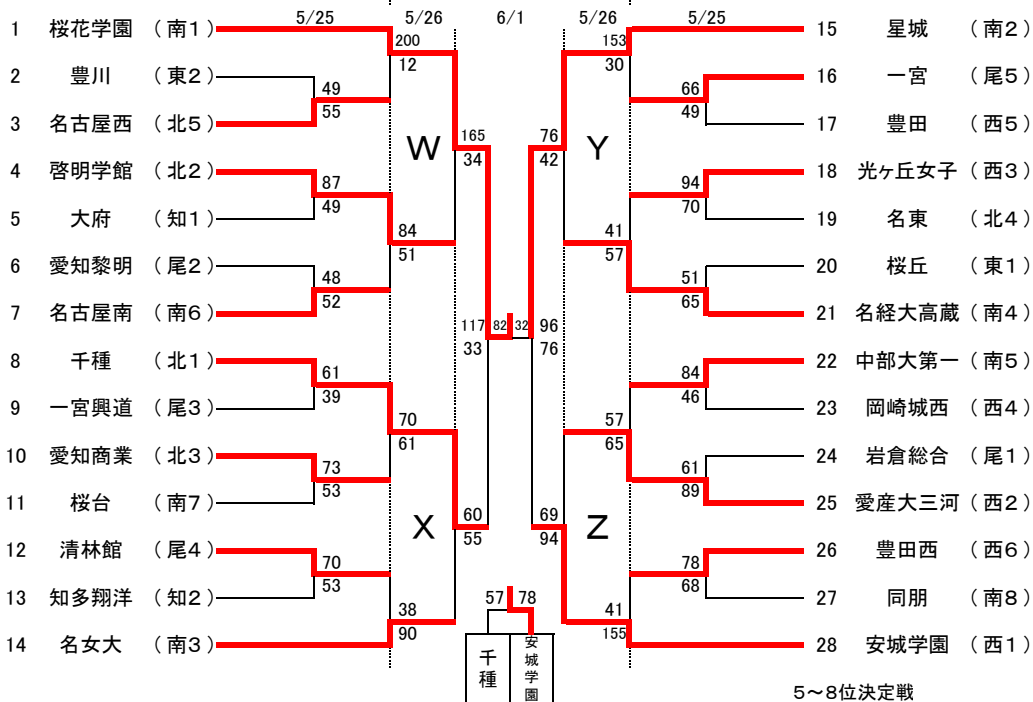 5/25 5/26 6/1 5/26 5/25
1 桜花学園 （南1） 200 153 15 星城 （南2）
12 30
2 豊川 （東2） 49 66 16 一宮 （尾5）
3 名古屋西 （北5） 55 49 17 豊田 （西5）
W 165 76 Y
34 42
4 啓明学館 （北2） 87 94 18 光ヶ丘女子 （西3）
5 大府 （知1） 49 70 19 名東 （北4）
84 41
51 57
6 愛知黎明 （尾2） 48 51 20 桜丘 （東1）
7 名古屋南 （南6） 52 65 21 名経大高蔵 （南4）
117 82 32 96
33 76
8 千種 （北1） 61 84 22 中部大第一 （南5）
9 一宮興道 （尾3） 39 46 23 岡崎城西 （西4）
70 57
61 65
10 愛知商業 （北3） 73 61 24 岩倉総合 （尾1）
11 桜台 （南7） 53 89 25 愛産大三河 （西2）
X 60 69 Z
55 94
12 清林館 （尾4） 70 78 26 豊田西 （西6）
13 知多翔洋 （知2） 53 68 27 同朋 （南8）
57 78
38 41
90 155
14 名女大 （南3） 28 安城学園 （西1）
千種 安城学園
5～8位決定戦